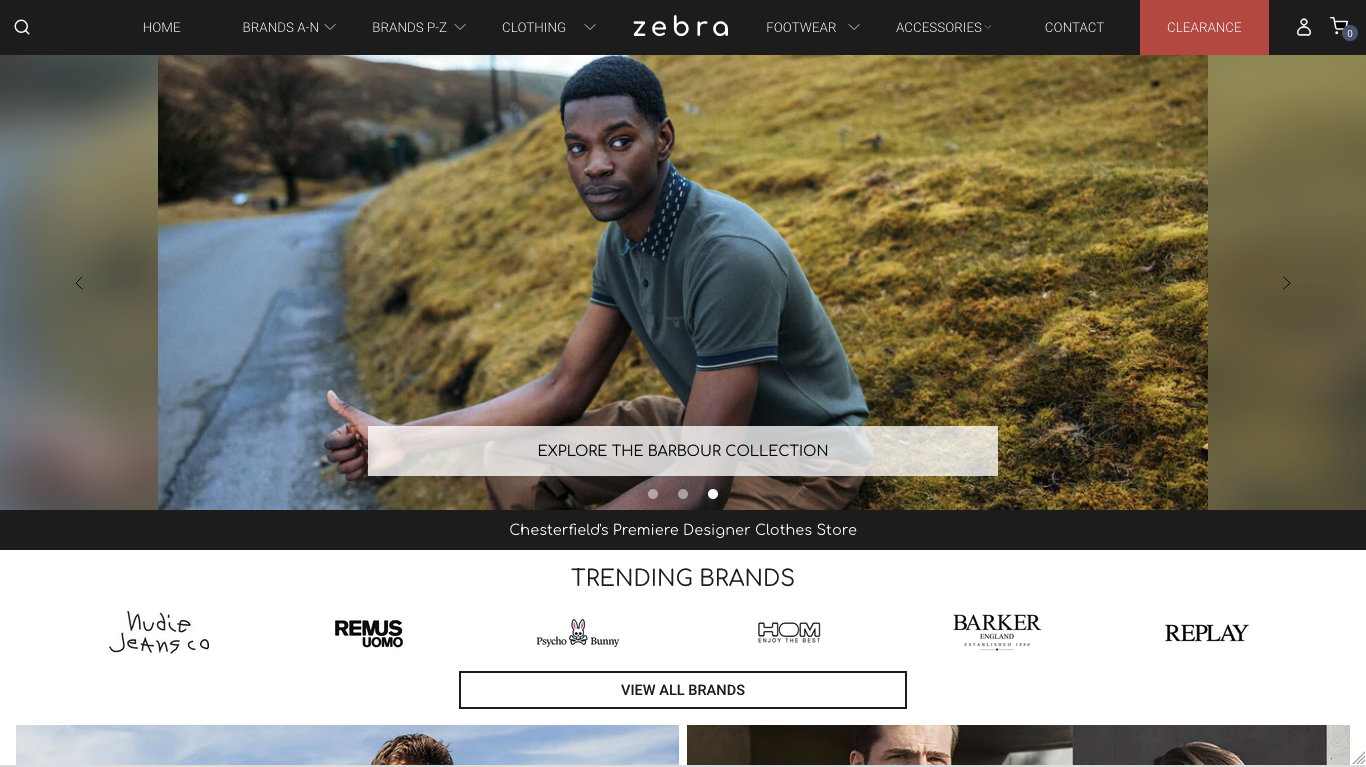 HOME
BRANDS A-N
BRANDS P-Z
CLOTHING
zebra
FOOTWEAR
ACCESSORIES
CONTACT
CLEARANCE
0
EXPLORE THE BARBOUR COLLECTION
Chesterfield's Premiere Designer Clothes Store
TRENDING BRANDS
Nudie
Jeans co
REMUS
UOMO
Psycho Bunny
HOM
ENJOY THE BEST
BARKER
ENGLAND
ESTABLISHED 1880
REPLAY
VIEW ALL BRANDS